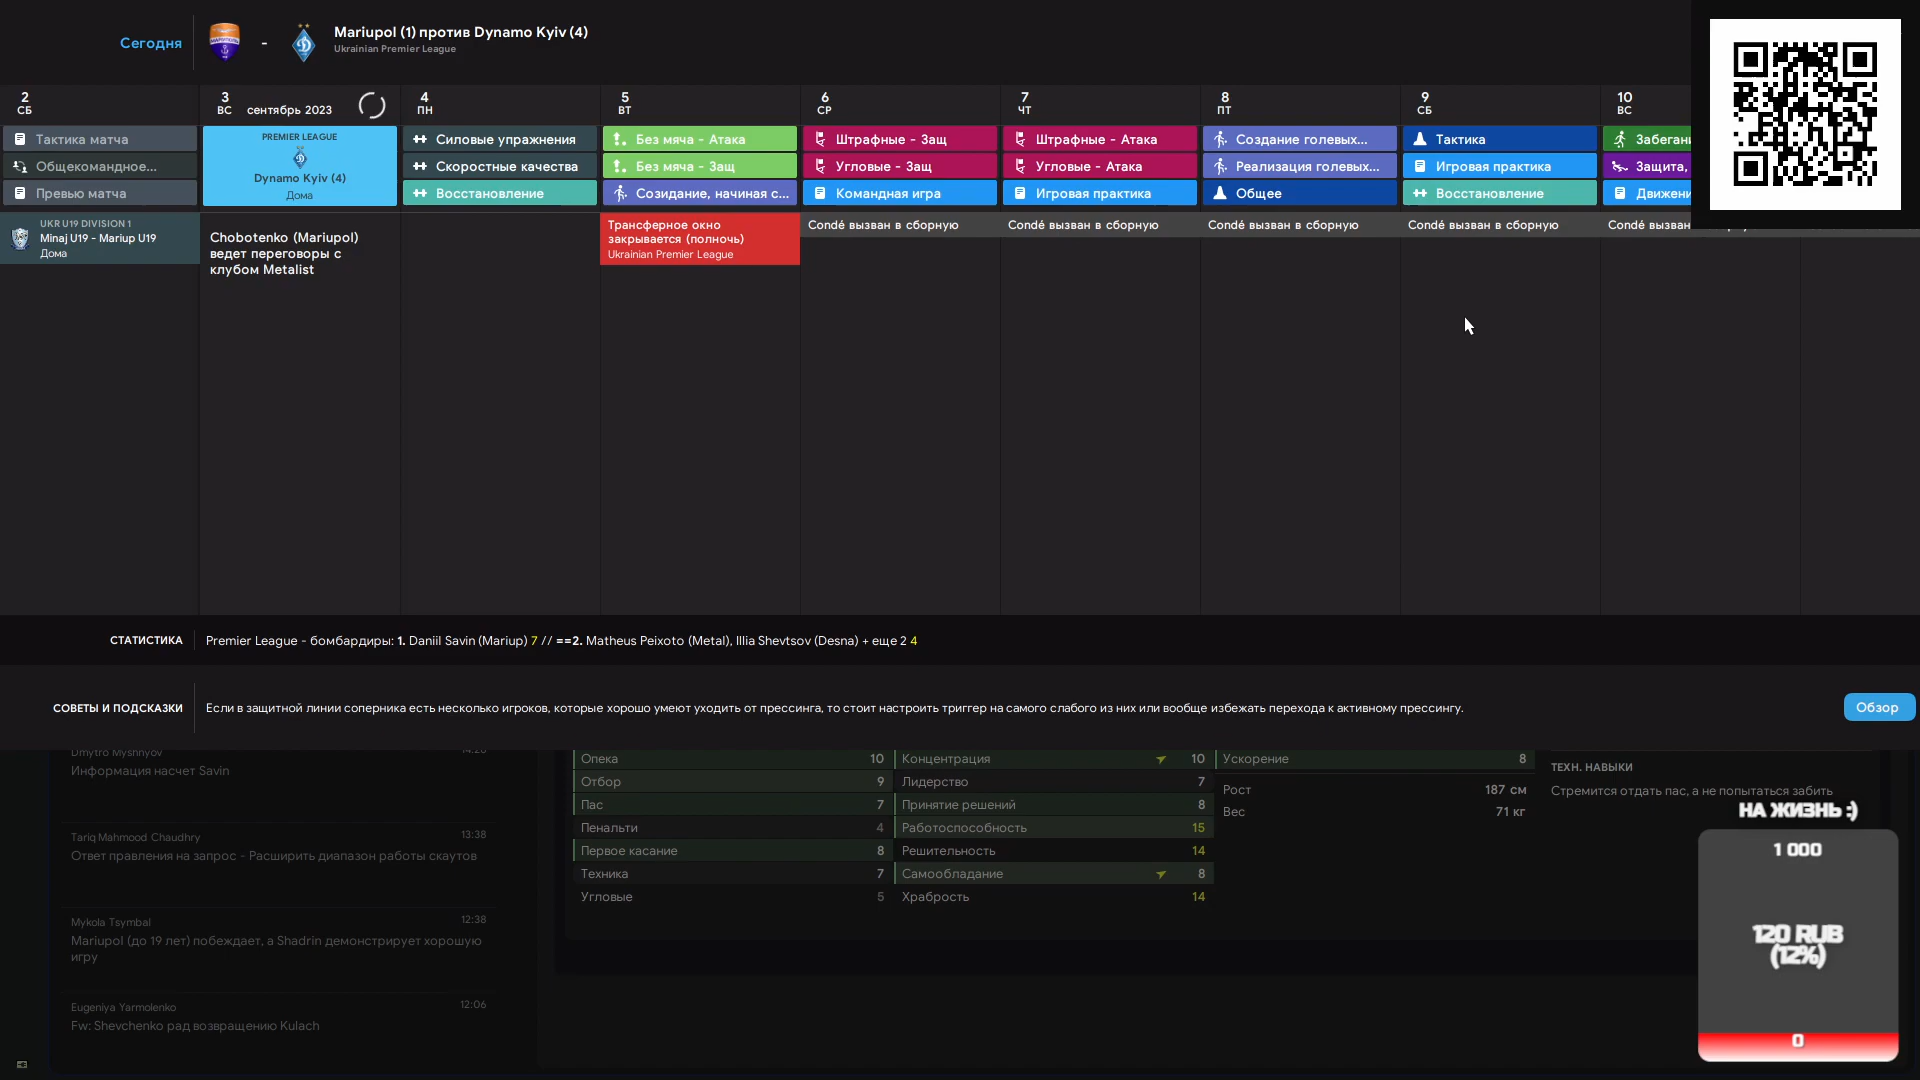 Сегодня
-
Mariupol (1) против Dynamo Kyiv (4)
Ukrainian Premier League
2
СБ
3
ВС сентябрь 2023
4
ПН
5
ВТ
6
СР
7
ЧТ
8
ПТ
9
СБ
10
ВС
Тактика матча
Общекомандное...
Превью матча
PREMIER LEAGUE
Dynamo Kyiv (4)
Дома
Силовые упражнения
Скоростные качества
Восстановление
Без мяча - Атака
Без мяча - Защ
Созидание, начиная с...
Штрафные - Защ
Угловые - Защ
Командная игра
Штрафные - Атака
Угловые - Атака
Игровая практика
Создание голевых...
Реализация голевых...
Общее
Тактика
Игровая практика
Восстановление
Забегани
Защита,
Движени
UKR U19 DIVISION 1
Minaj U19 - Mariup U19
Дома
Chobotenko (Mariupol)
ведет переговоры с
клубом Metalist
Трансферное окно
закрывается (полночь)
Ukrainian Premier League
Condé вызван в сборную
Condé вызван в сборную
Condé вызван в сборную
Condé вызван в сборную
Condé вызван
СТАТИСТИКА
Premier League - бомбардиры: 1. Daniil Savin (Mariup) 7 // ==2. Matheus Peixoto (Metal), Illia Shevtsov (Desna) + еще 2 4
СОВЕТЫ И ПОДСКАЗКИ
Если в защитной линии соперника есть несколько игроков, которые хорошо умеют уходить от прессинга, то стоит настроить триггер на самого слабого из них или вообще избежать перехода к активному прессингу.
Обзор
Dmytro Myshnyov
Информация насчет Savin
Tariq Mahmood Chaudhry 13:38
Ответ правления на запрос - Расширить диапазон работы скаутов
Mykola Tsymbal 12:38
Mariupol (до 19 лет) побеждает, а Shadrin демонстрирует хорошую
игру
Eugeniya Yarmolenko 12:06
Fw: Shevchenko рад возвращению Kulach
Опека 10
Отбор 9
Пас 7
Пенальти 4
Первое касание 8
Техника 7
Угловые 5
Концентрация 10
Лидерство 7
Принятие решений 8
Работоспособность 15
Решительность 14
Самообладание 8
Храбрость 14
Ускорение 8
Рост 187 см
Вес 71 кг
ТЕХН. НАВЫКИ
Стремится отдать пас, а не попытаться забить
НА ЖИЗНЬ :)
1 000
120 RUB
(12%)
0